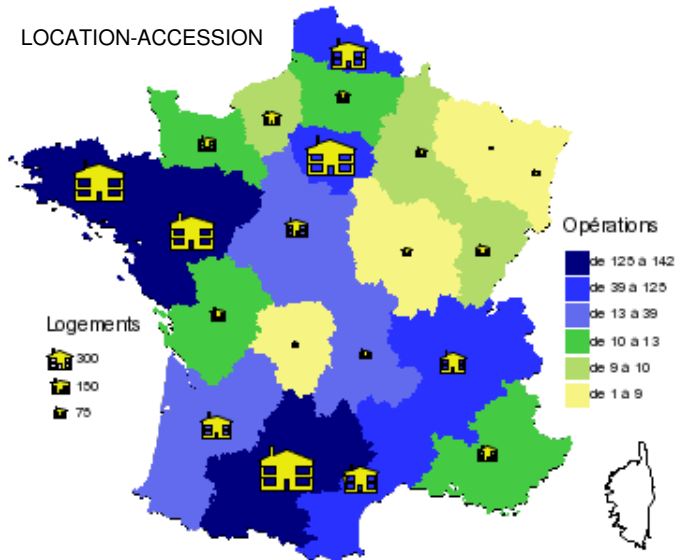 LOCATION-ACCESSION
Opérations
de 125 à 142
de 39 à 125
de 13 à 39
de 10 à 13
de 9 à 10
de 1 à 9
Logements
300
150
75